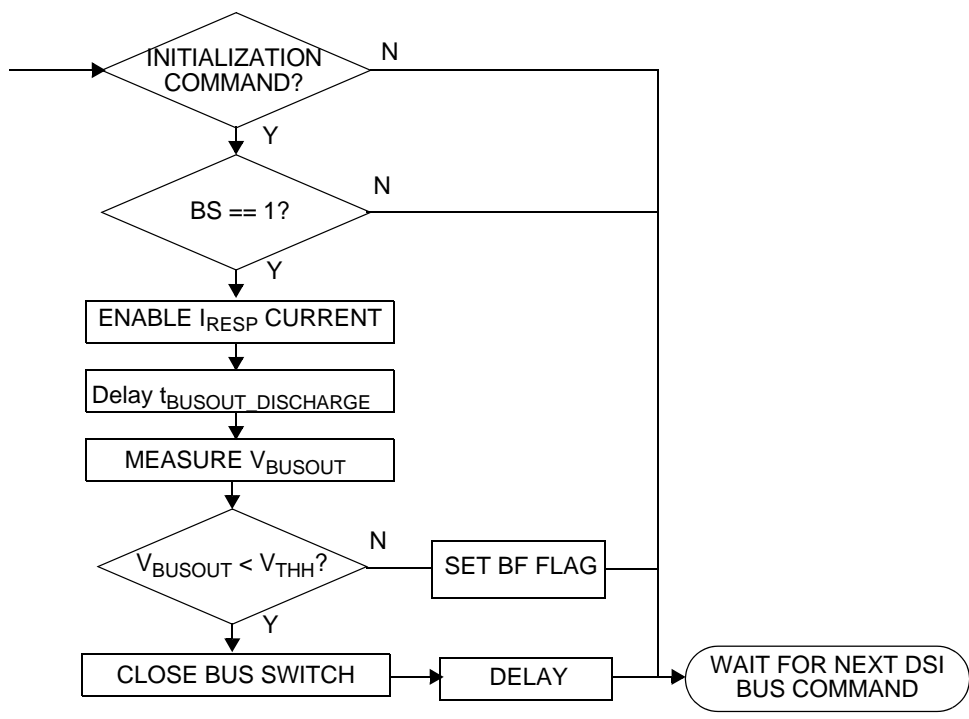 INITIALIZATION
COMMAND?
N
Y
BS == 1?
N
Y
ENABLE IRESP CURRENT
Delay tBUSOUT_DISCHARGE
MEASURE VBUSOUT
VBUSOUT < VTHH?
N
SET BF FLAG
Y
CLOSE BUS SWITCH
DELAY
WAIT FOR NEXT DSI
BUS COMMAND